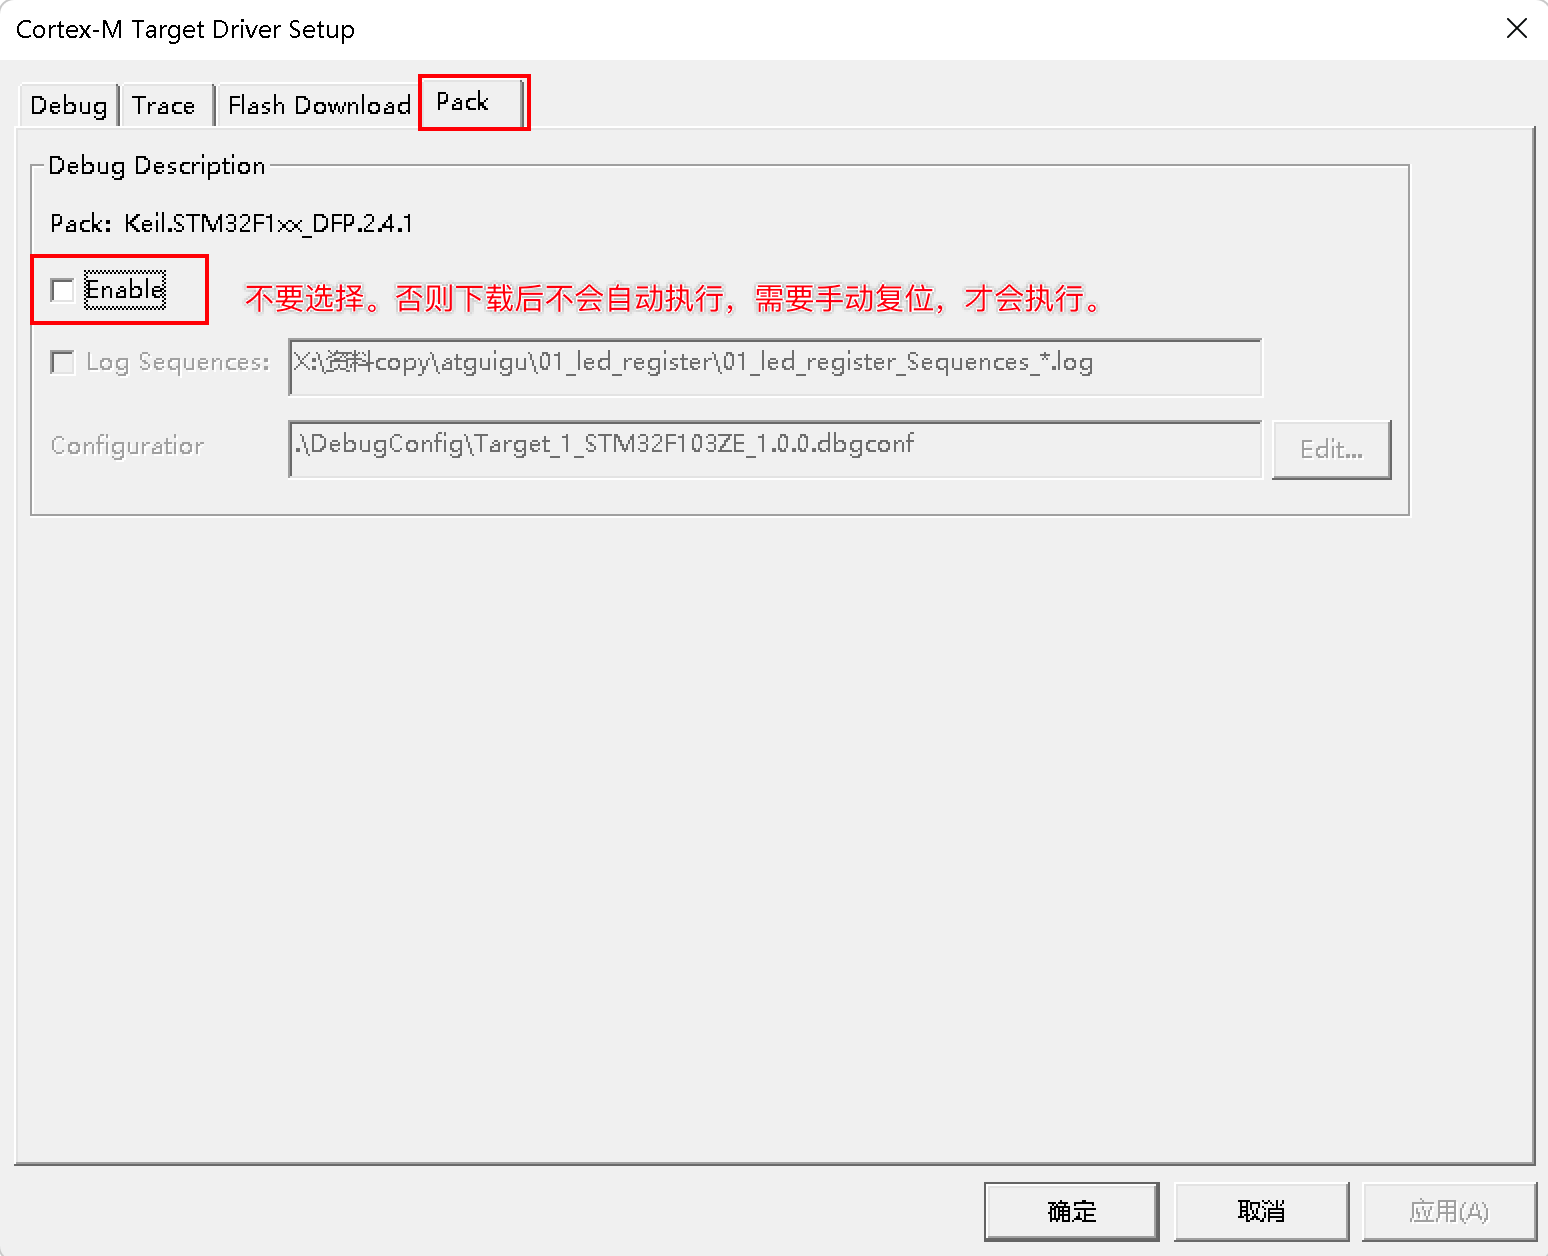 Cortex-M Target Driver Setup
Debug Trace Flash Download Pack
Debug Description
Pack: Keil.STM32F1xx_DFP.2.4.1
Enable 不要选择。否则下载后不会自动执行，需要手动复位，才会执行。
Log Sequences: X:\资料copy\atguigu\01_led_register\01_led_register_Sequences_*.log
Configuratior .\DebugConfig\Target_1_STM32F103ZE_1.0.0.dbgconf Edit...
确定 取消 应用(A)